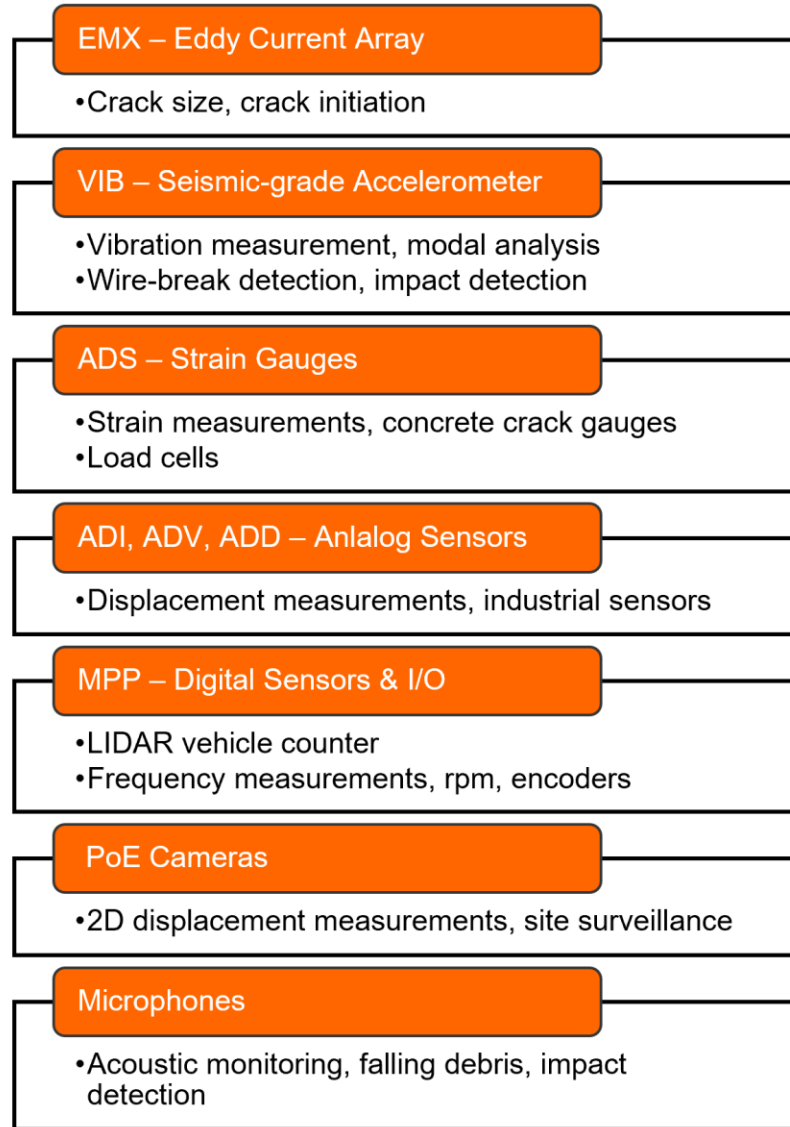 EMX – Eddy Current Array
•Crack size, crack initiation
VIB – Seismic-grade Accelerometer
•Vibration measurement, modal analysis
•Wire-break detection, impact detection
ADS – Strain Gauges
•Strain measurements, concrete crack gauges
•Load cells
ADI, ADV, ADD – Anlalog Sensors
•Displacement measurements, industrial sensors
MPP – Digital Sensors & I/O
•LIDAR vehicle counter
•Frequency measurements, rpm, encoders
PoE Cameras
•2D displacement measurements, site surveillance
Microphones
•Acoustic monitoring, falling debris, impact
detection